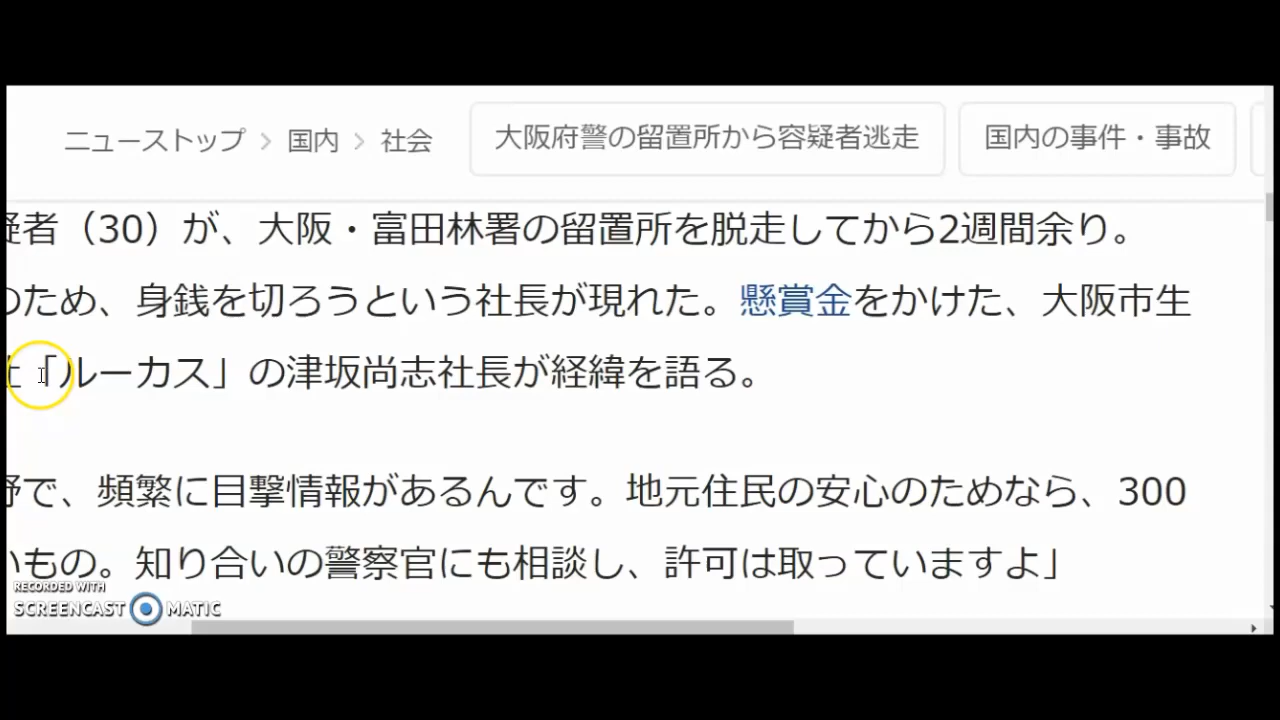 ニューストップ > 国内 > 社会 大阪府警の留置所から容疑者逃走 国内の事件・事故
疑者（30）が、大阪・富田林署の留置所を脱走してから2週間余り。
のため、身銭を切ろうという社長が現れた。懸賞金をかけた、大阪市生
「ルーカス」の津坂尚志社長が経緯を語る。
野で、頻繁に目撃情報があるんです。地元住民の安心のためなら、300
いもの。知り合いの警察官にも相談し、許可は取っていますよ」
RECORDED WITH
SCREENCAST MATIC